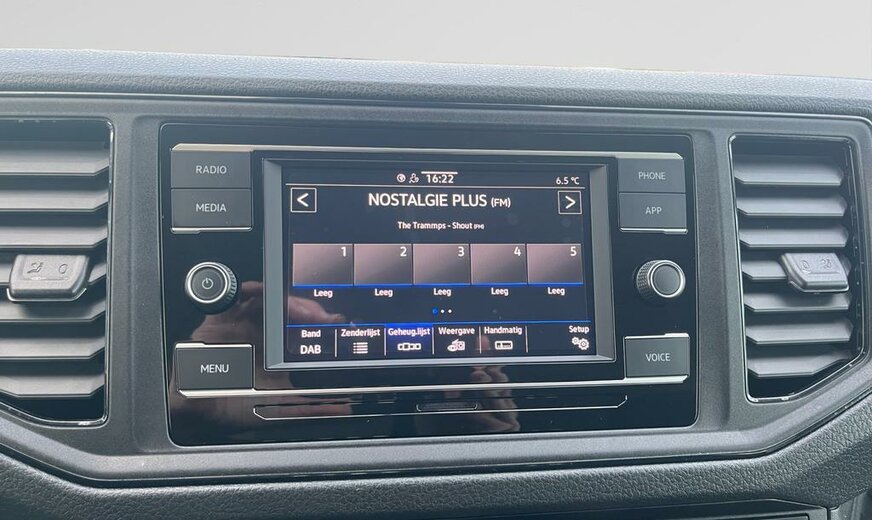 RADIO
MEDIA
MENU
16:22
6.5 °C
<
NOSTALGIE PLUS (FM)
>
The Trammps - Shout (FM)
1 2 3 4 5
Leeg Leeg Leeg Leeg Leeg
Band Zenderlijst Geheug.lijst Weergave Handmatig Setup
DAB
PHONE
APP
VOICE